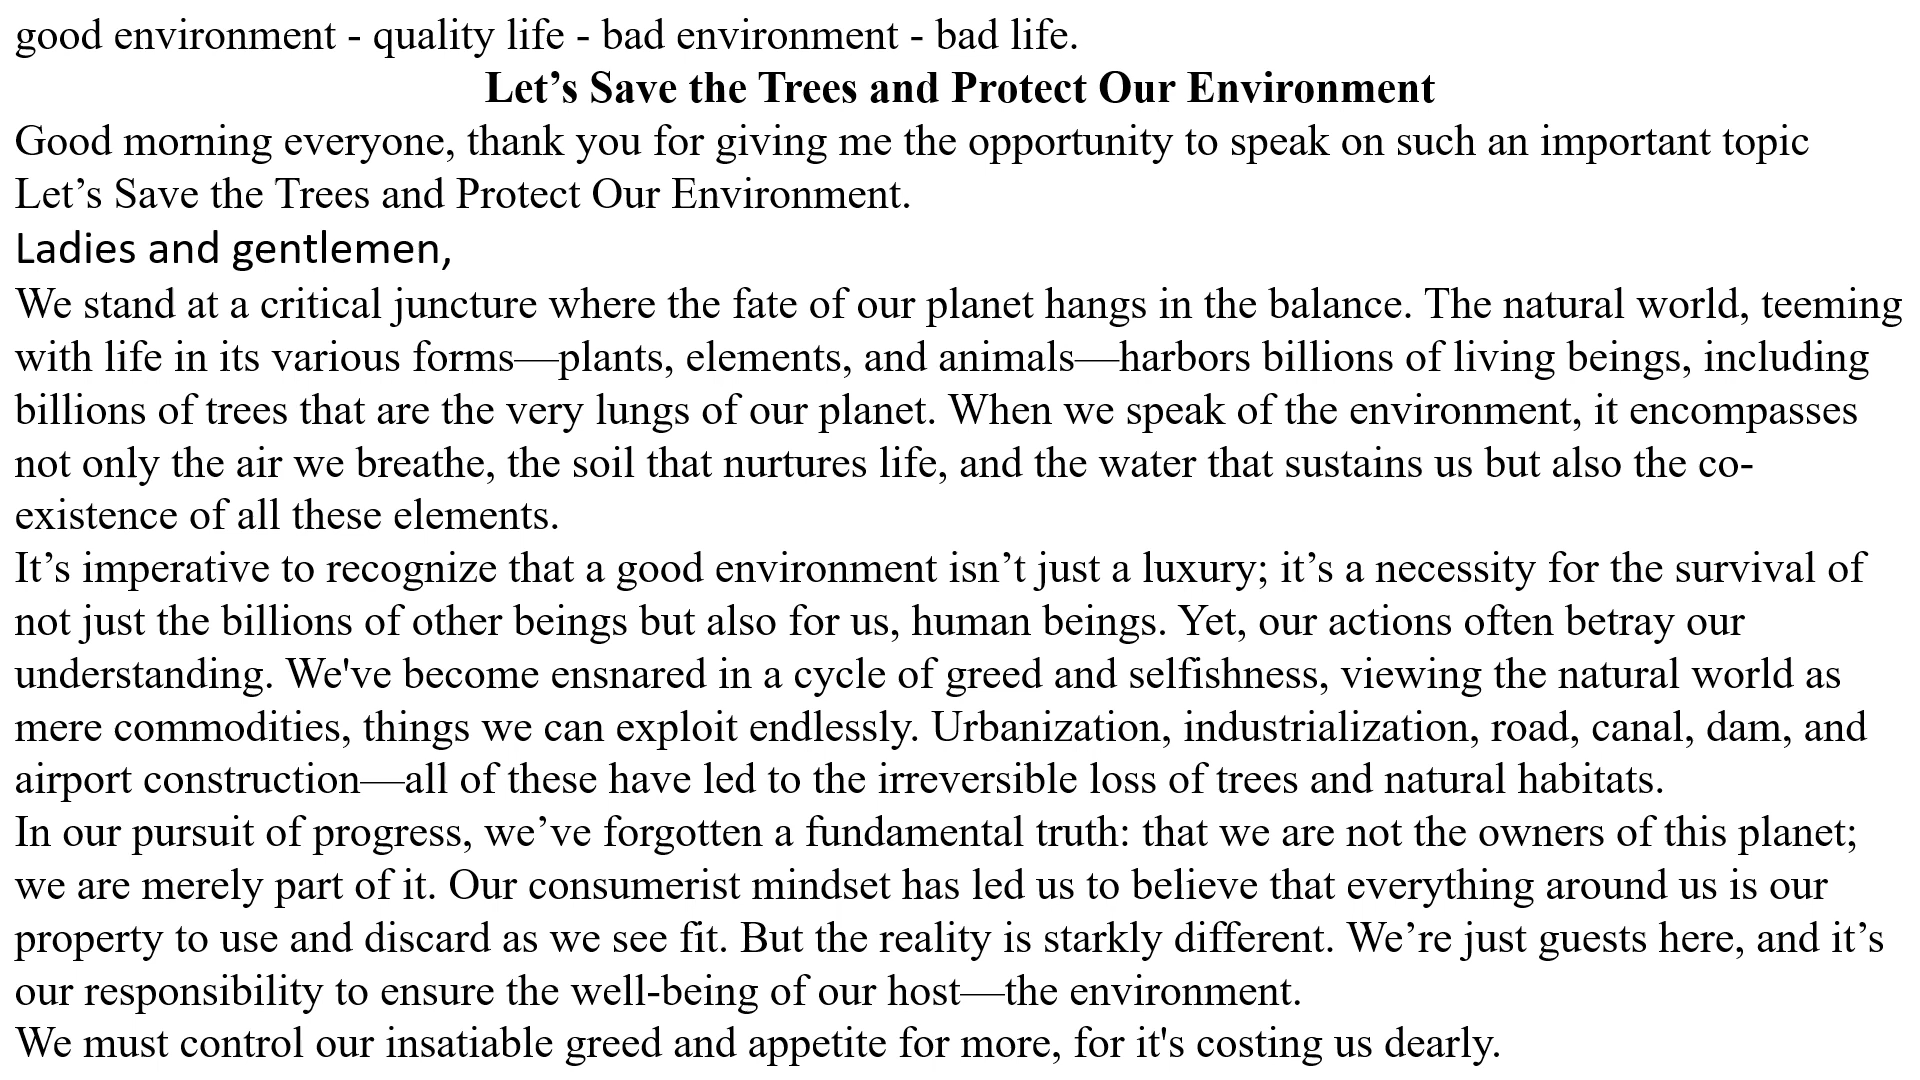 good environment - quality life - bad environment - bad life.
Let’s Save the Trees and Protect Our Environment
Good morning everyone, thank you for giving me the opportunity to speak on such an important topic
Let’s Save the Trees and Protect Our Environment.
Ladies and gentlemen,
We stand at a critical juncture where the fate of our planet hangs in the balance. The natural world, teeming
with life in its various forms—plants, elements, and animals—harbors billions of living beings, including
billions of trees that are the very lungs of our planet. When we speak of the environment, it encompasses
not only the air we breathe, the soil that nurtures life, and the water that sustains us but also the co-
existence of all these elements.
It’s imperative to recognize that a good environment isn’t just a luxury; it’s a necessity for the survival of
not just the billions of other beings but also for us, human beings. Yet, our actions often betray our
understanding. We've become ensnared in a cycle of greed and selfishness, viewing the natural world as
mere commodities, things we can exploit endlessly. Urbanization, industrialization, road, canal, dam, and
airport construction—all of these have led to the irreversible loss of trees and natural habitats.
In our pursuit of progress, we’ve forgotten a fundamental truth: that we are not the owners of this planet;
we are merely part of it. Our consumerist mindset has led us to believe that everything around us is our
property to use and discard as we see fit. But the reality is starkly different. We’re just guests here, and it’s
our responsibility to ensure the well-being of our host—the environment.
We must control our insatiable greed and appetite for more, for it's costing us dearly.